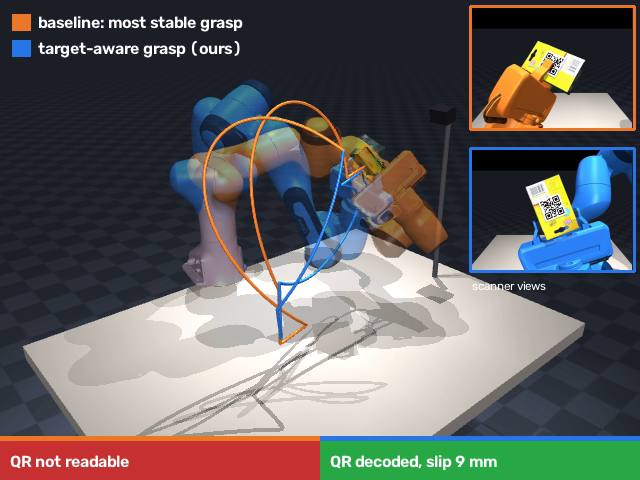 baseline: most stable grasp
target-aware grasp (ours)
scanner views
QR not readable
QR decoded, slip 9 mm